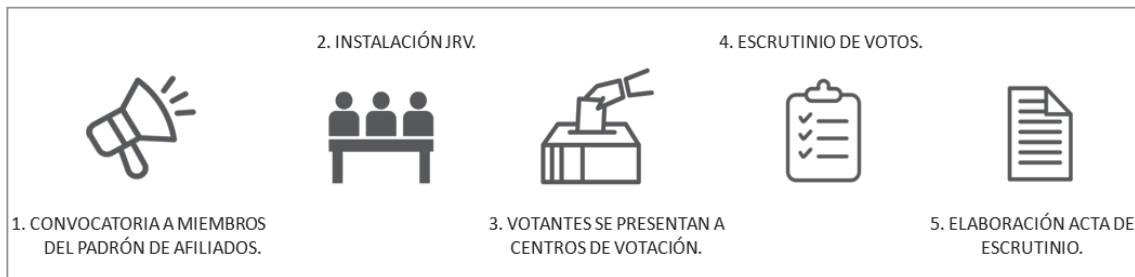 1. CONVOCATORIA A MIEMBROS
DEL PADRÓN DE AFILIADOS.
2. INSTALACIÓN JRV.
3. VOTANTES SE PRESENTAN A
CENTROS DE VOTACIÓN.
4. ESCRUTINIO DE VOTOS.
5. ELABORACIÓN ACTA DE
ESCRUTINIO.